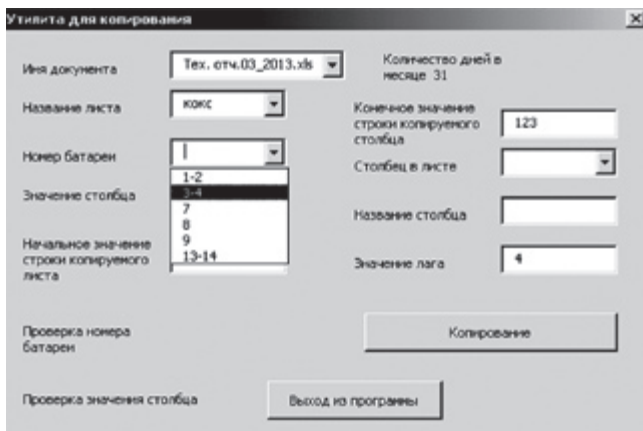 Утилита для копирования
Имя документа
Тех. отч.03_2013.xls
Количество дней в
месяце 31
Название листа
кокс
Конечное значение
строки копируемого
столбца
123
Номер батареи
1-2
3-4
7
8
9
13-14
Столбец в листе
Значение столбца
Название столбца
Начальное значение
строки копируемого
листа
Значение лага
4
Проверка номера
батареи
Копирование
Проверка значения столбца
Выход из программы